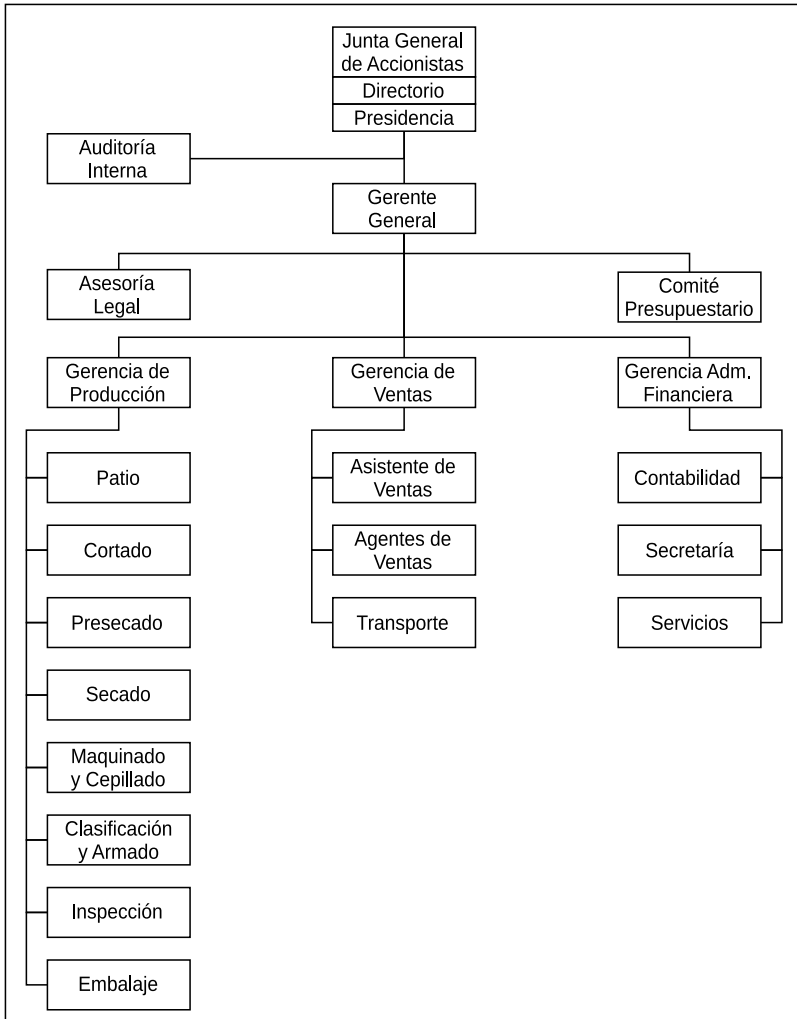 Junta General
de Accionistas
Directorio
Presidencia
Auditoría
Interna
Gerente
General
Asesoría
Legal
Comité
Presupuestario
Gerencia de
Producción
Gerencia de
Ventas
Gerencia Adm.
Financiera
Patio
Cortado
Presecado
Secado
Maquinado
y Cepillado
Clasificación
y Armado
Inspección
Embalaje
Asistente de
Ventas
Agentes de
Ventas
Transporte
Contabilidad
Secretaría
Servicios